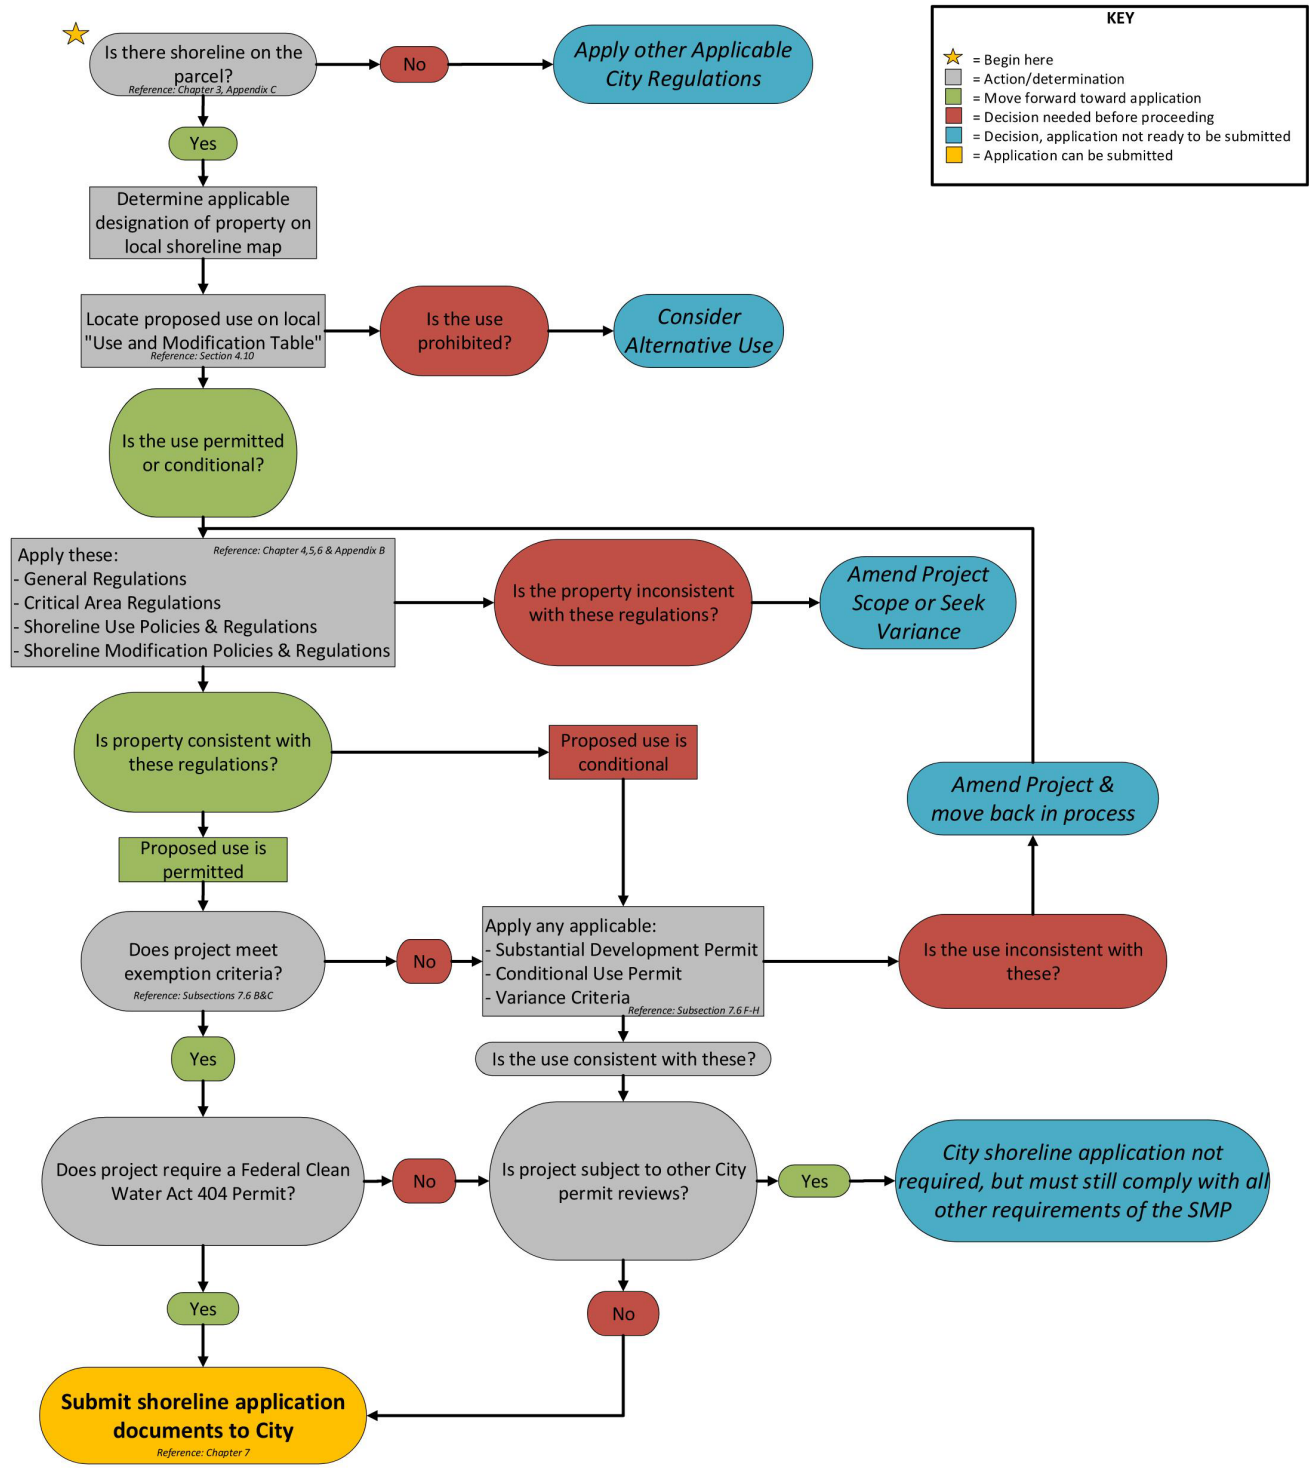 KEY
= Begin here
= Action/determination
= Move forward toward application
= Decision needed before proceeding
= Decision, application not ready to be submitted
= Application can be submitted
Is there shoreline on the
parcel?
Reference: Chapter 3, Appendix C
No
Apply other Applicable
City Regulations
Yes
Determine applicable
designation of property on
local shoreline map
Locate proposed use on local
"Use and Modification Table"
Reference: Section 4.10
Is the use
prohibited?
Consider
Alternative Use
Is the use permitted
or conditional?
Reference: Chapter 4,5,6 & Appendix B
Apply these:
- General Regulations
- Critical Area Regulations
- Shoreline Use Policies & Regulations
- Shoreline Modification Policies & Regulations
Is the property inconsistent
with these regulations?
Amend Project
Scope or Seek
Variance
Is property consistent with
these regulations?
Proposed use is
conditional
Amend Project &
move back in process
Proposed use is
permitted
Does project meet
exemption criteria?
Reference: Subsections 7.6 B&C
No
Apply any applicable:
- Substantial Development Permit
- Conditional Use Permit
- Variance Criteria
Reference: Subsection 7.6 F-H
Is the use inconsistent with
these?
Yes
Is the use consistent with these?
Does project require a Federal Clean
Water Act 404 Permit?
No
Is project subject to other City
permit reviews?
Yes
City shoreline application not
required, but must still comply with all
other requirements of the SMP
Yes
No
Submit shoreline application
documents to City
Reference: Chapter 7